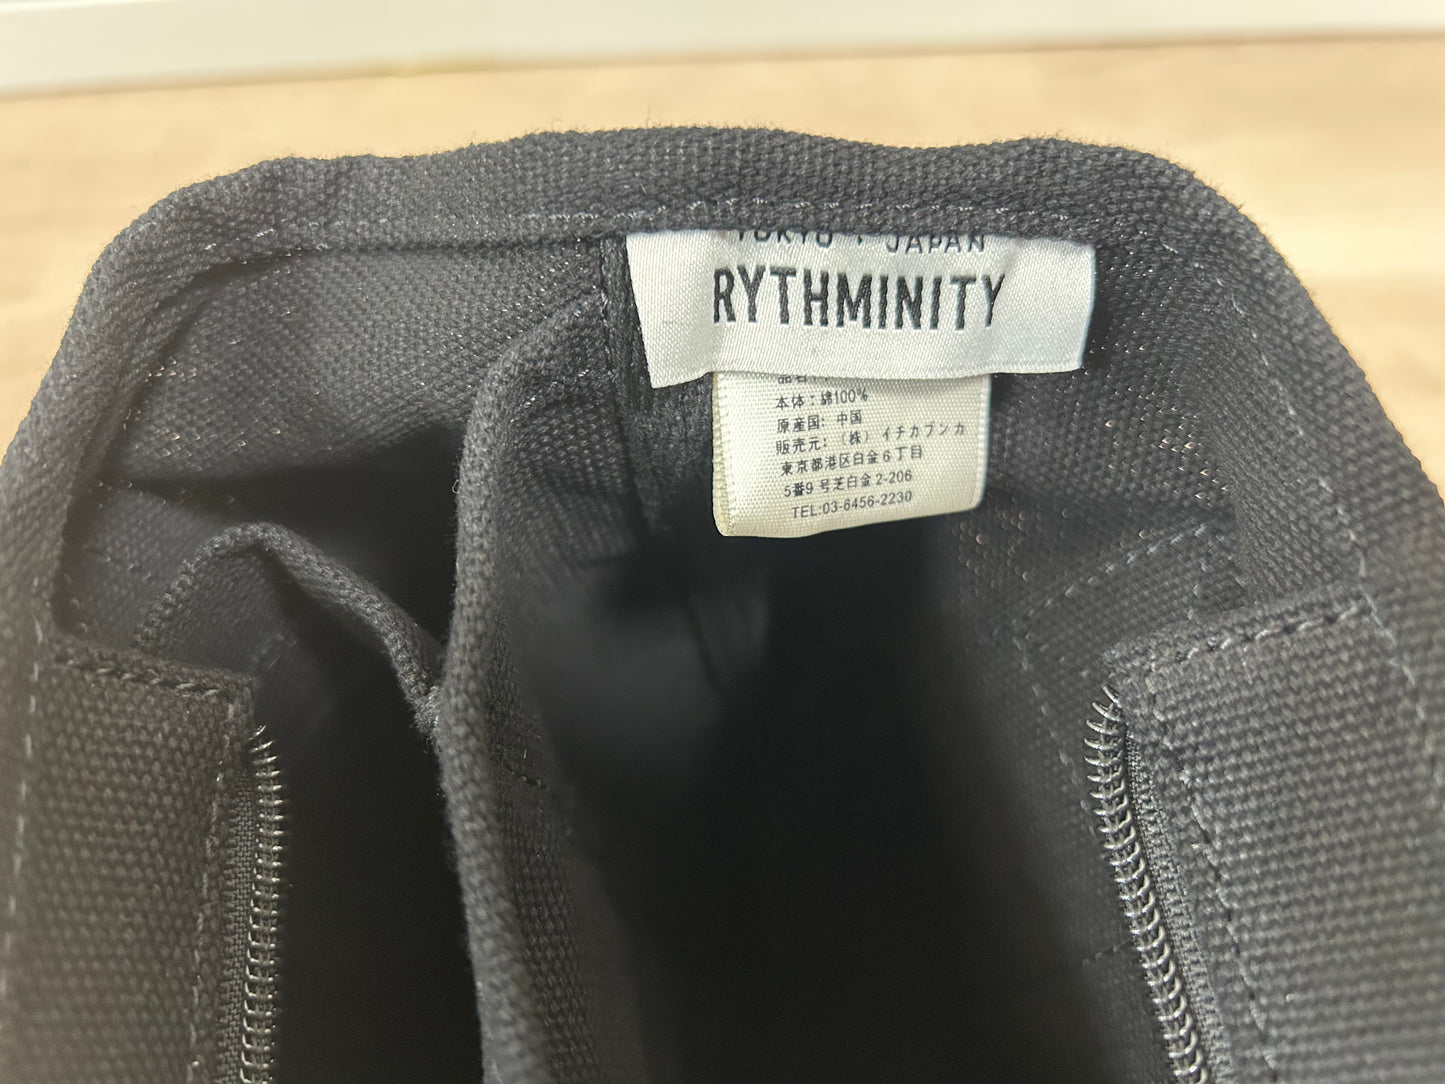 TOKYO , JAPAN
RYTHMINITY
本体：綿100%
原産国：中国
販売元：（株）イチカブンカ
東京都港区白金６丁目
5番9 号芝白金 2-206
TEL:03-6456-2230